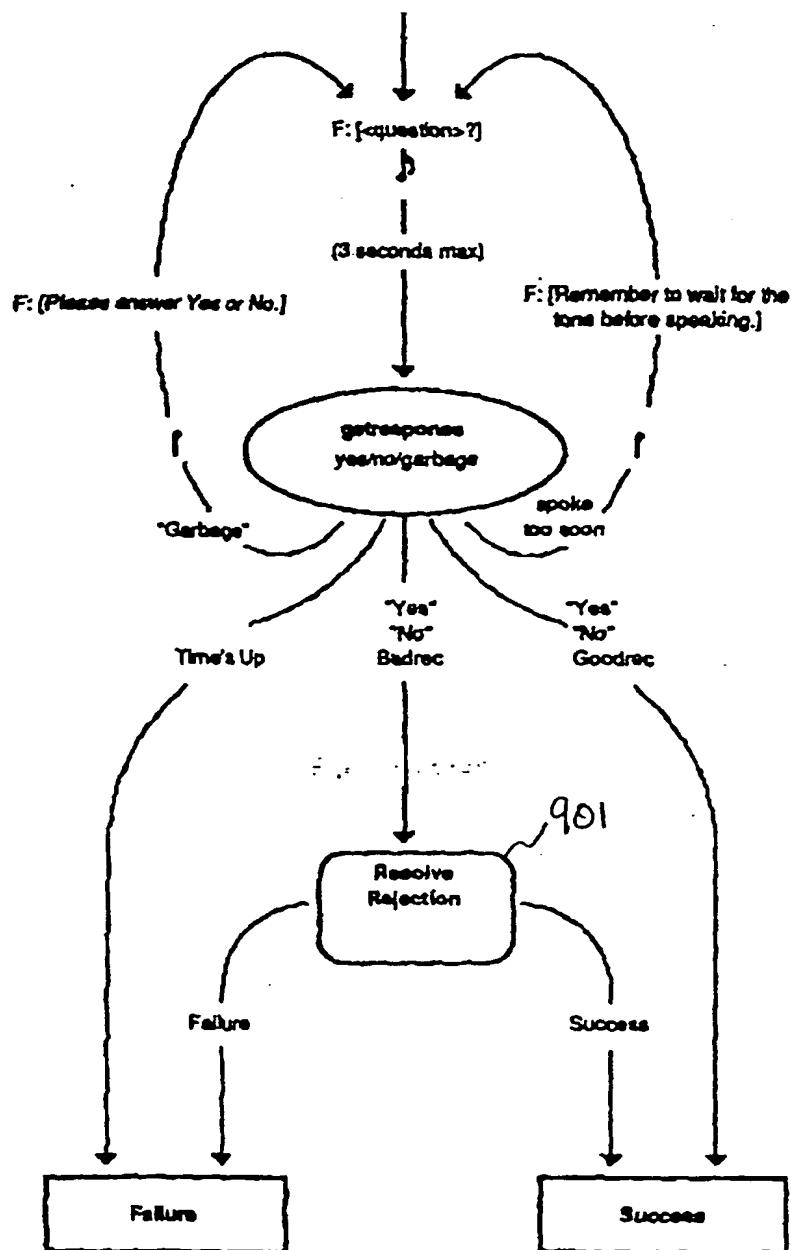 F: [<question>?]
[3 seconds max]
F: [Please answer Yes or No.]
F: [Remember to wait for the
tone before speaking.]
getresponse
yes/no/garbage
"Garbage"
spoke
too soon
Time's Up
"Yes"
"No"
Badrec
"Yes"
"No"
Goodrec
901
Resolve
Rejection
Failure
Success
Failure
Success